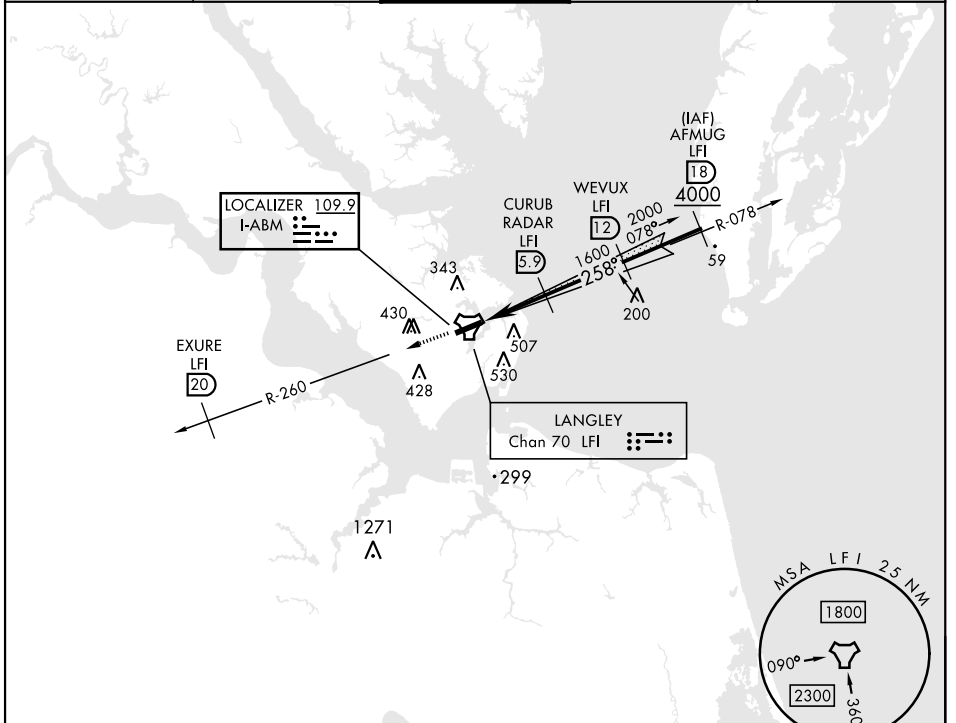 (IAF)
AFMUG
LFI
18
4000
WEVUX
LFI
12
2000
078°
R-078
CURUB
RADAR
LFI
5.9
1600
258°
59
200
LOCALIZER 109.9
I-ABM
343
430
507
530
428
EXURE
LFI
20
R-260
LANGLEY
Chan 70 LFI
299
1271
MSA LFI 25 NM
1800
090°
2300
360